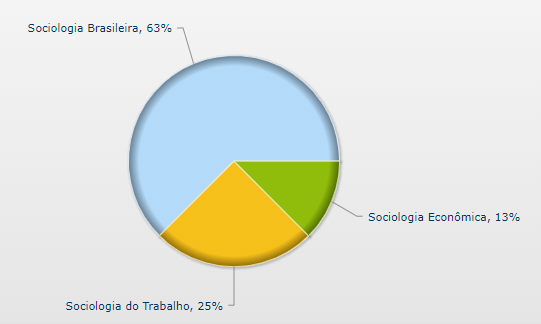 Sociologia Brasileira, 63%
Sociologia Econômica, 13%
Sociologia do Trabalho, 25%